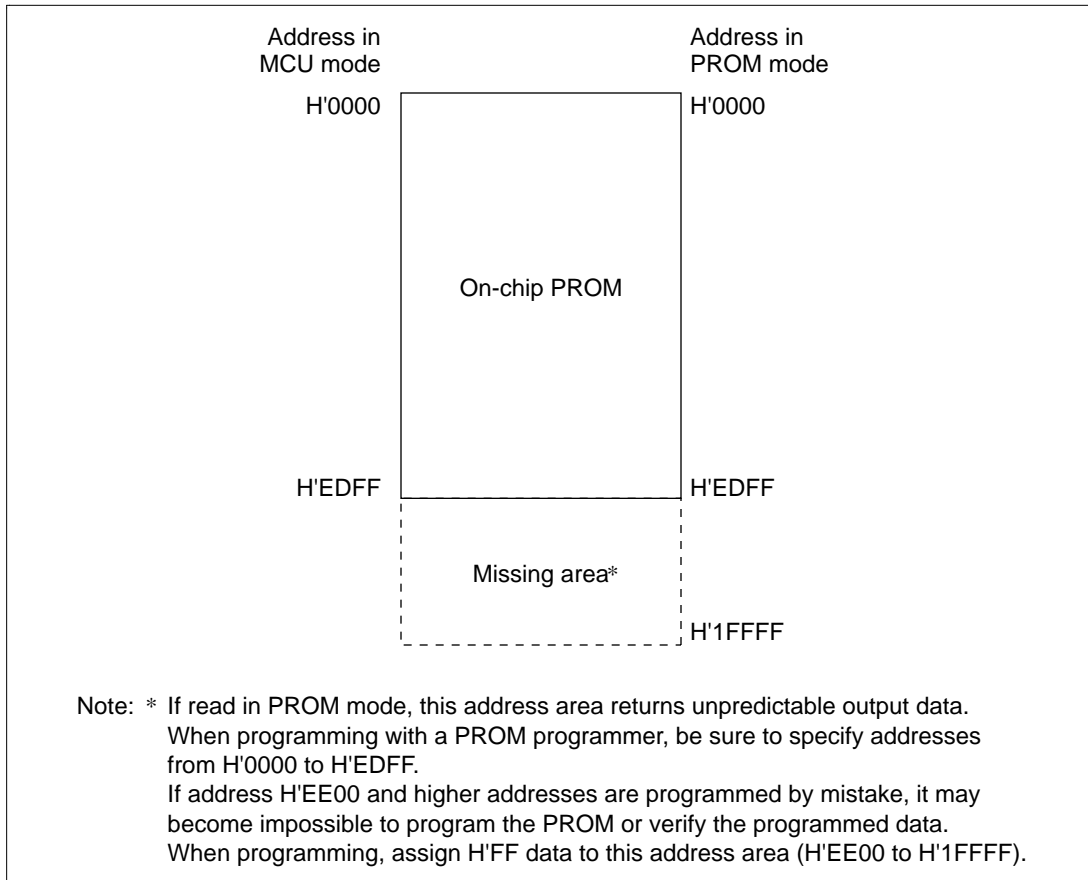 Address in
MCU mode
Address in
PROM mode
H'0000
H'0000
On-chip PROM
H'EDFF
H'EDFF
Missing area*
H'1FFFF
Note: * If read in PROM mode, this address area returns unpredictable output data.
When programming with a PROM programmer, be sure to specify addresses
from H'0000 to H'EDFF.
If address H'EE00 and higher addresses are programmed by mistake, it may
become impossible to program the PROM or verify the programmed data.
When programming, assign H'FF data to this address area (H'EE00 to H'1FFFF).